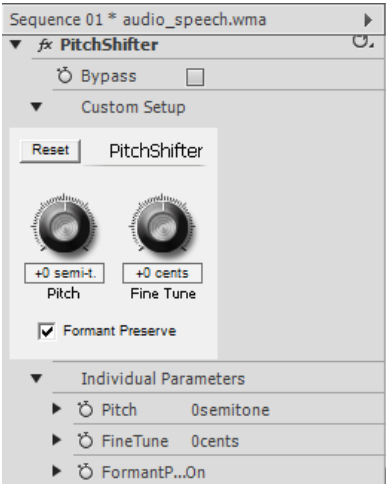 Sequence 01 * audio_speech.wma
fx PitchShifter
Bypass
Custom Setup
Reset PitchShifter
+0 semi-t. +0 cents
Pitch Fine Tune
Formant Preserve
Individual Parameters
Pitch 0semitone
FineTune 0cents
FormantP...On